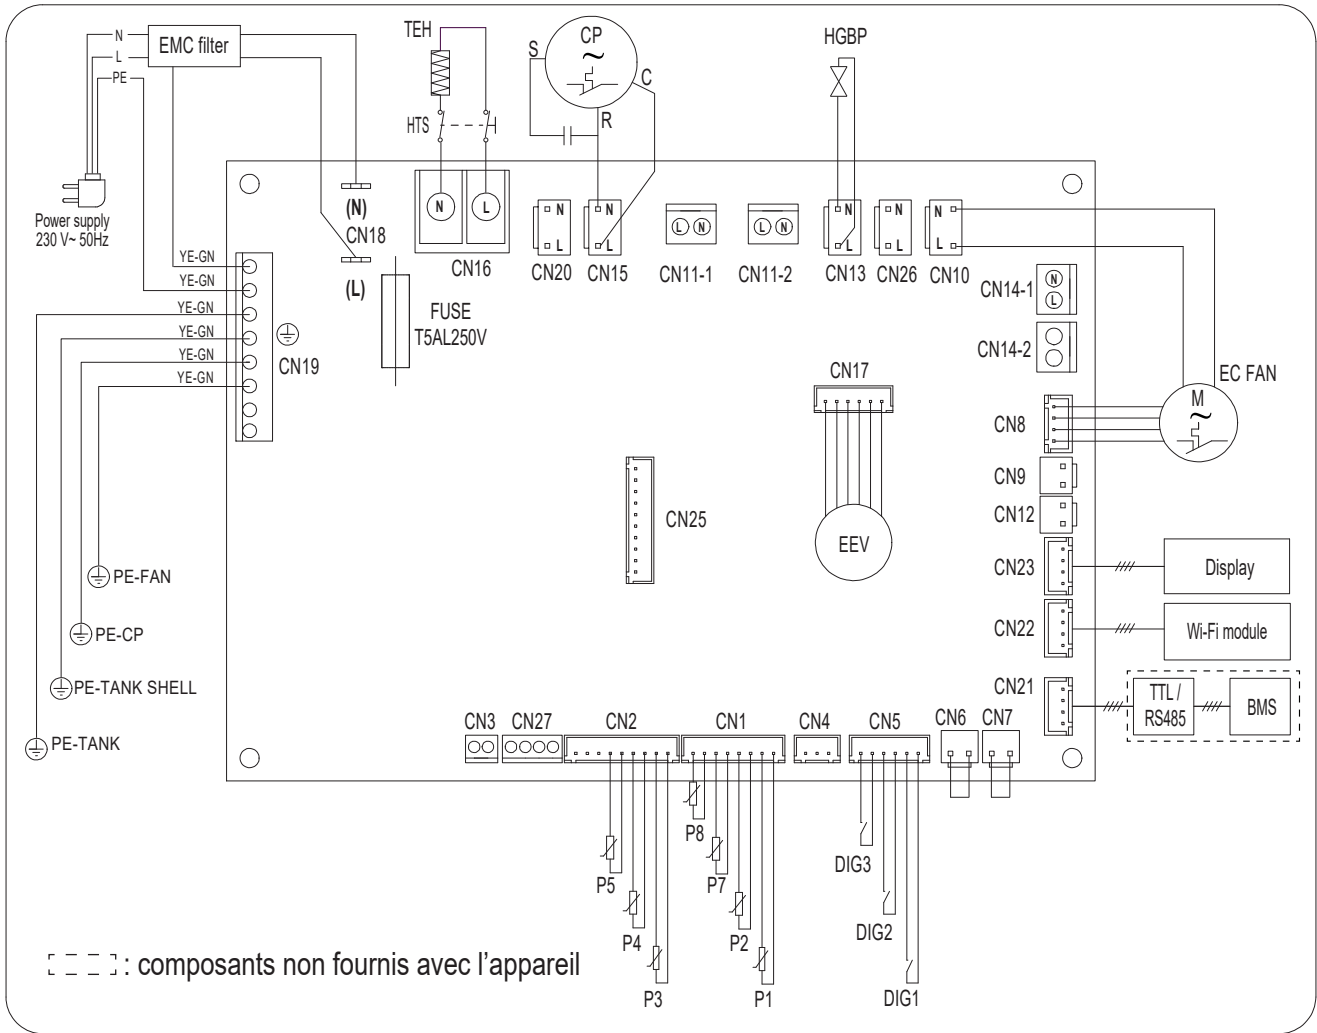 N
L
PE
EMC filter
TEH
HTS
S
CP
~
C
R
HGBP
Power supply
230 V~ 50Hz
(N)
CN18
(L)
N
L
CN16
N
L
CN20
N
L
CN15
L N
CN11-1
L N
CN11-2
N
L
CN13
N
L
CN26
N
L
CN10
YE-GN
YE-GN
YE-GN
YE-GN
YE-GN
YE-GN
CN19
FUSE
T5AL250V
CN14-1
N
L
CN14-2
CN17
EC FAN
M
~
CN8
CN9
CN12
CN25
EEV
CN23
Display
CN22
Wi-Fi module
CN21
TTL /
RS485
BMS
PE-FAN
PE-CP
PE-TANK SHELL
PE-TANK
CN3
CN27
CN2
CN1
CN4
CN5
CN6
CN7
P8
P5
P7
DIG3
P4
P2
DIG2
P3
P1
DIG1
: composants non fournis avec l’appareil